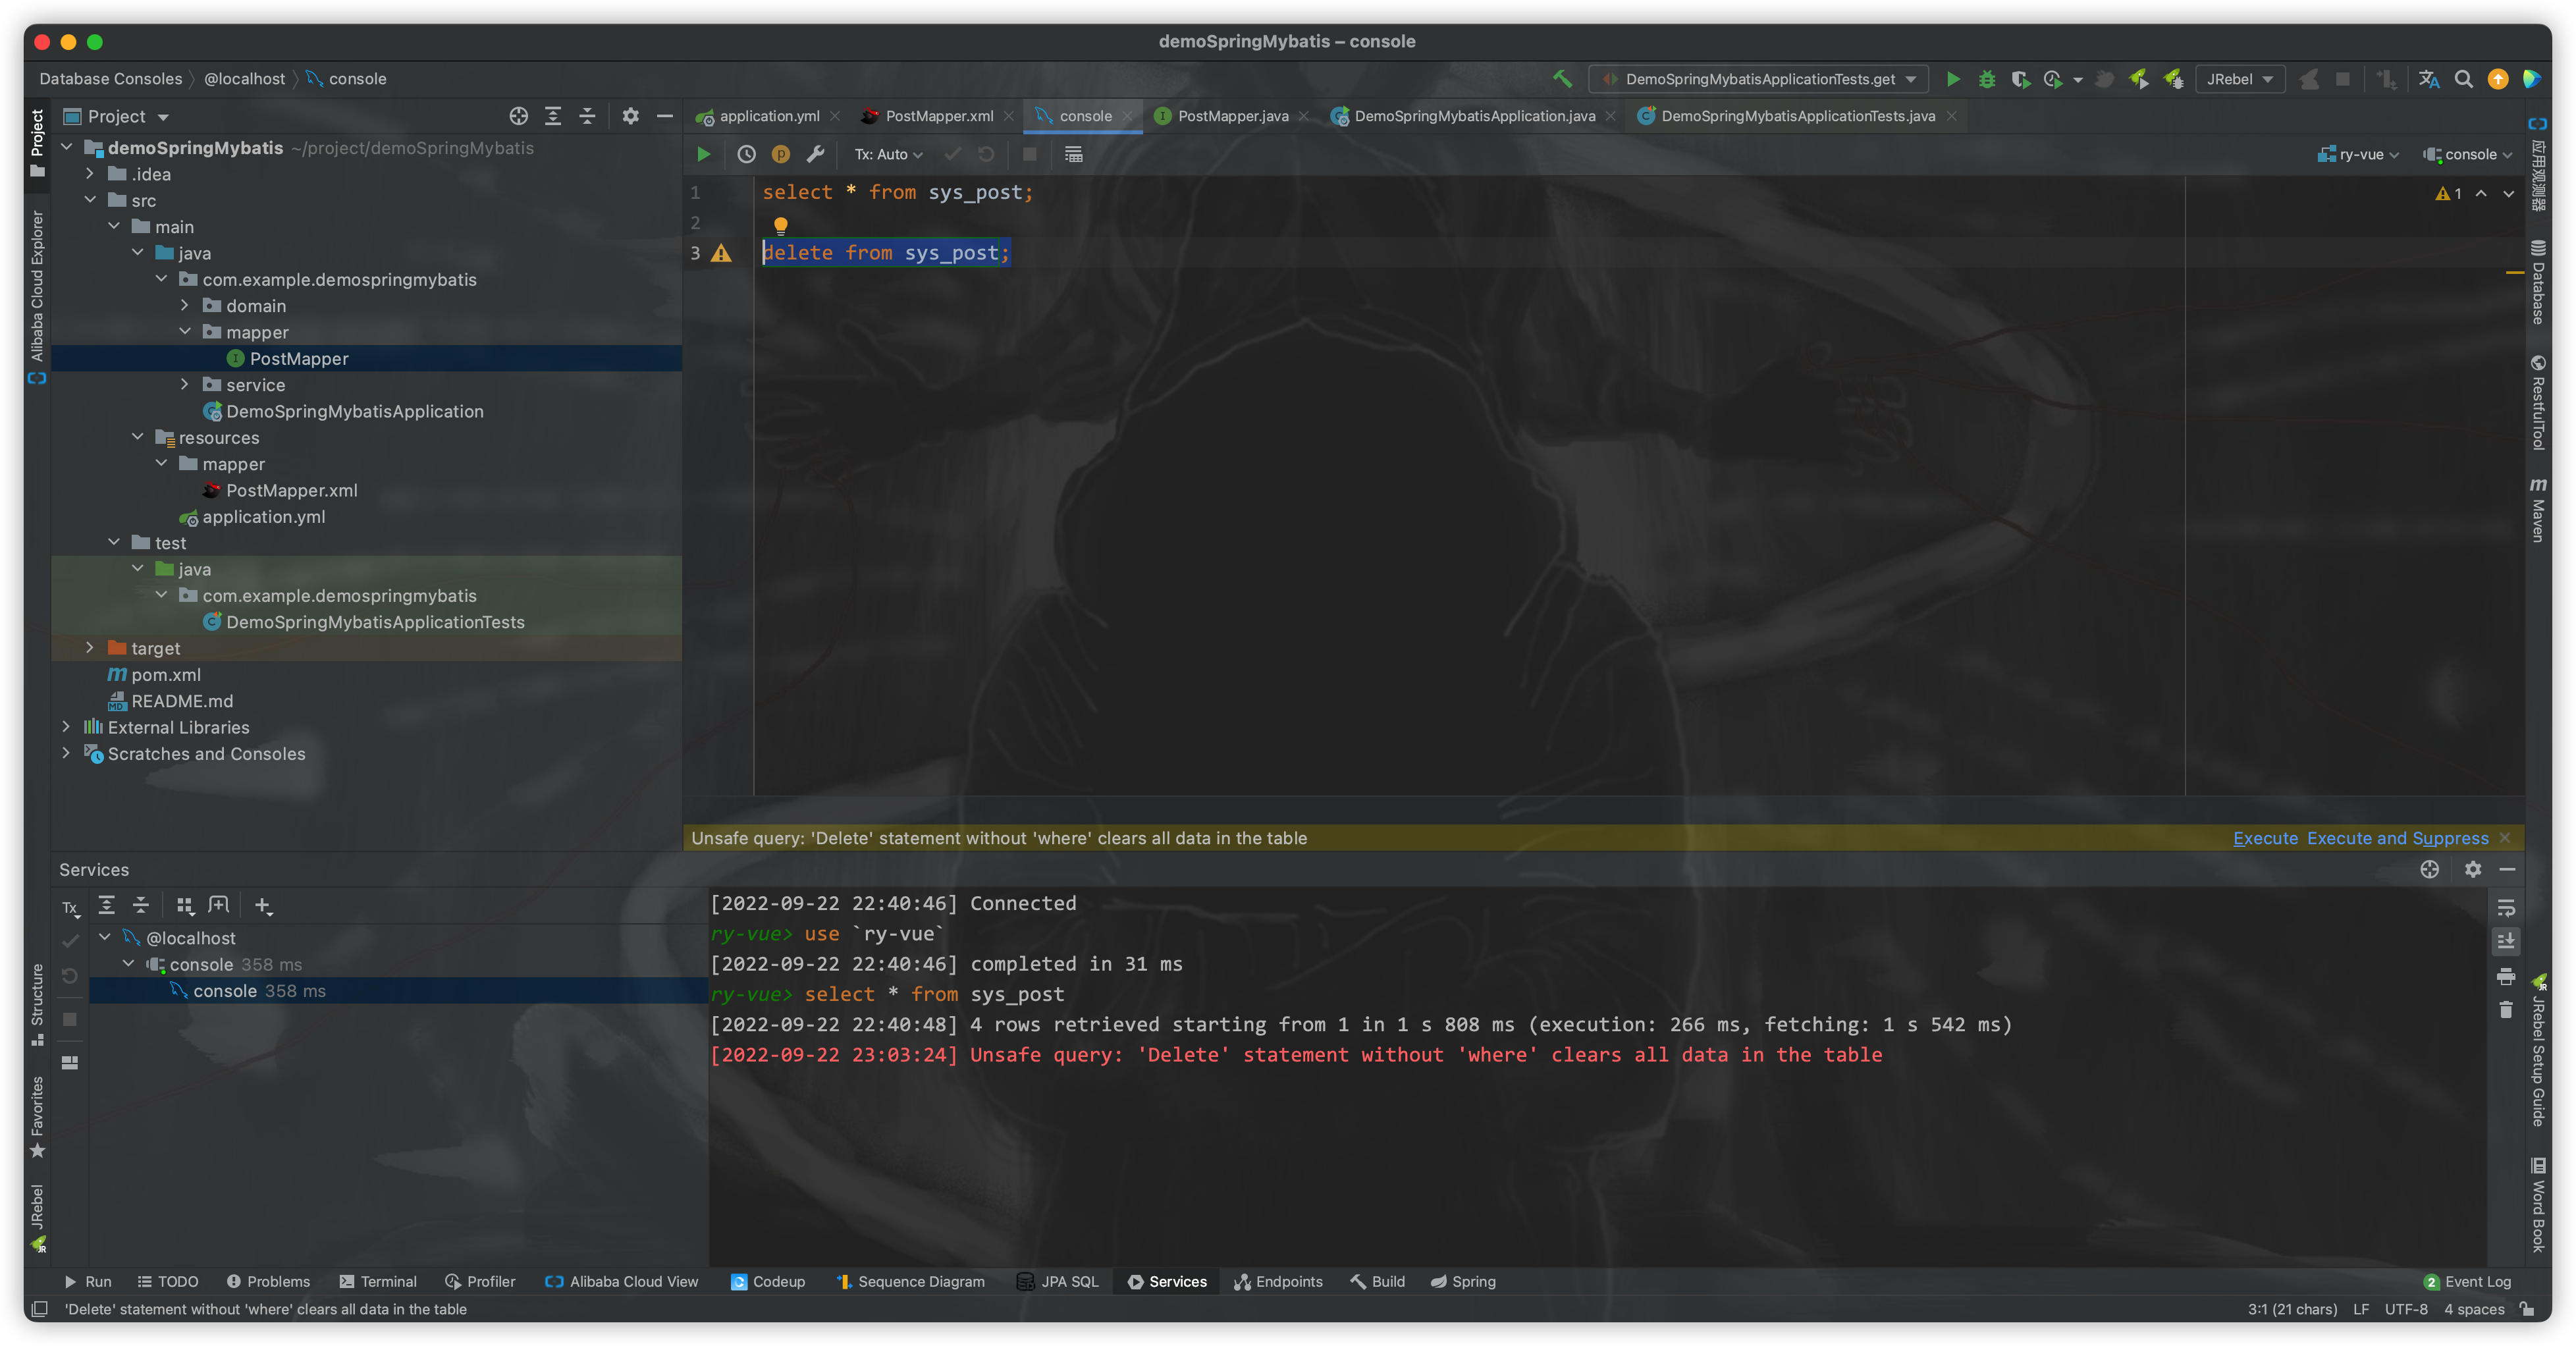 demoSpringMybatis – console
Database Consoles @localhost console
DemoSpringMybatisApplicationTests.get JRebel
Project
application.yml PostMapper.xml console PostMapper.java DemoSpringMybatisApplication.java DemoSpringMybatisApplicationTests.java
Tx: Auto ry-vue console
demoSpringMybatis ~/project/demoSpringMybatis
.idea
src
main
java
com.example.demospringmybatis
domain
mapper
PostMapper
service
DemoSpringMybatisApplication
resources
mapper
PostMapper.xml
application.yml
test
java
com.example.demospringmybatis
DemoSpringMybatisApplicationTests
target
pom.xml
README.md
External Libraries
Scratches and Consoles
1 select * from sys_post;
2
3 delete from sys_post;
1
Unsafe query: 'Delete' statement without 'where' clears all data in the table Execute Execute and Suppress
Services
Tx
@localhost
console 358 ms
console 358 ms
[2022-09-22 22:40:46] Connected
ry-vue> use `ry-vue`
[2022-09-22 22:40:46] completed in 31 ms
ry-vue> select * from sys_post
[2022-09-22 22:40:48] 4 rows retrieved starting from 1 in 1 s 808 ms (execution: 266 ms, fetching: 1 s 542 ms)
[2022-09-22 23:03:24] Unsafe query: 'Delete' statement without 'where' clears all data in the table
Project
Alibaba Cloud Explorer
Structure
Favorites
JRebel
应用观测器
Database
RestfulTool
Maven
JRebel Setup Guide
Word Book
Run TODO Problems Terminal Profiler Alibaba Cloud View Codeup Sequence Diagram JPA SQL Services Endpoints Build Spring 2 Event Log
'Delete' statement without 'where' clears all data in the table 3:1 (21 chars) LF UTF-8 4 spaces